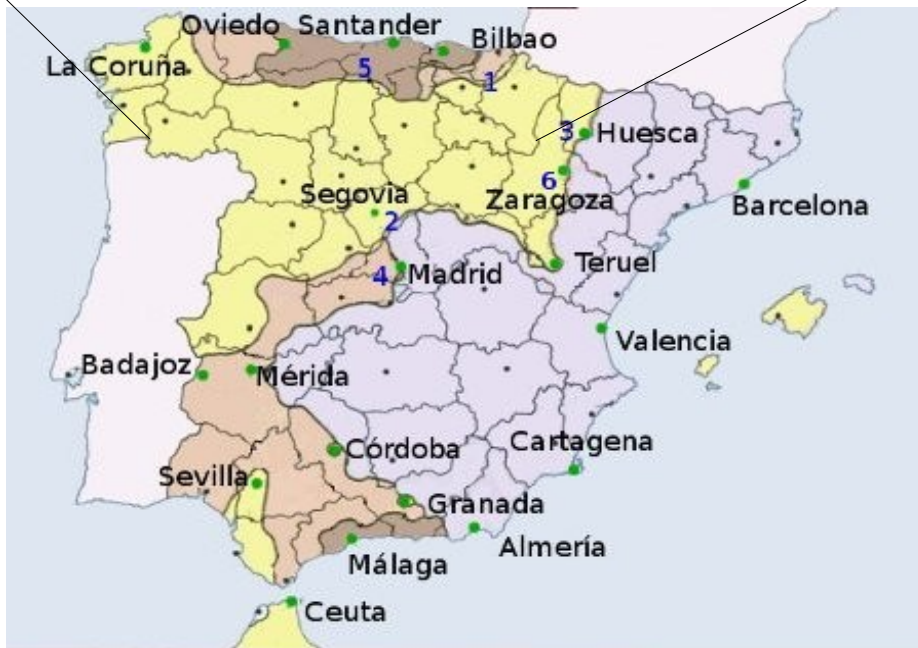 Oviedo Santander
Bilbao
La Coruña
5
1
3 Huesca
6
Segovia
Zaragoza
Barcelona
2
Teruel
4 Madrid
Valencia
Badajoz
Mérida
Córdoba
Cartagena
Sevilla
Granada
Almería
Málaga
Ceuta